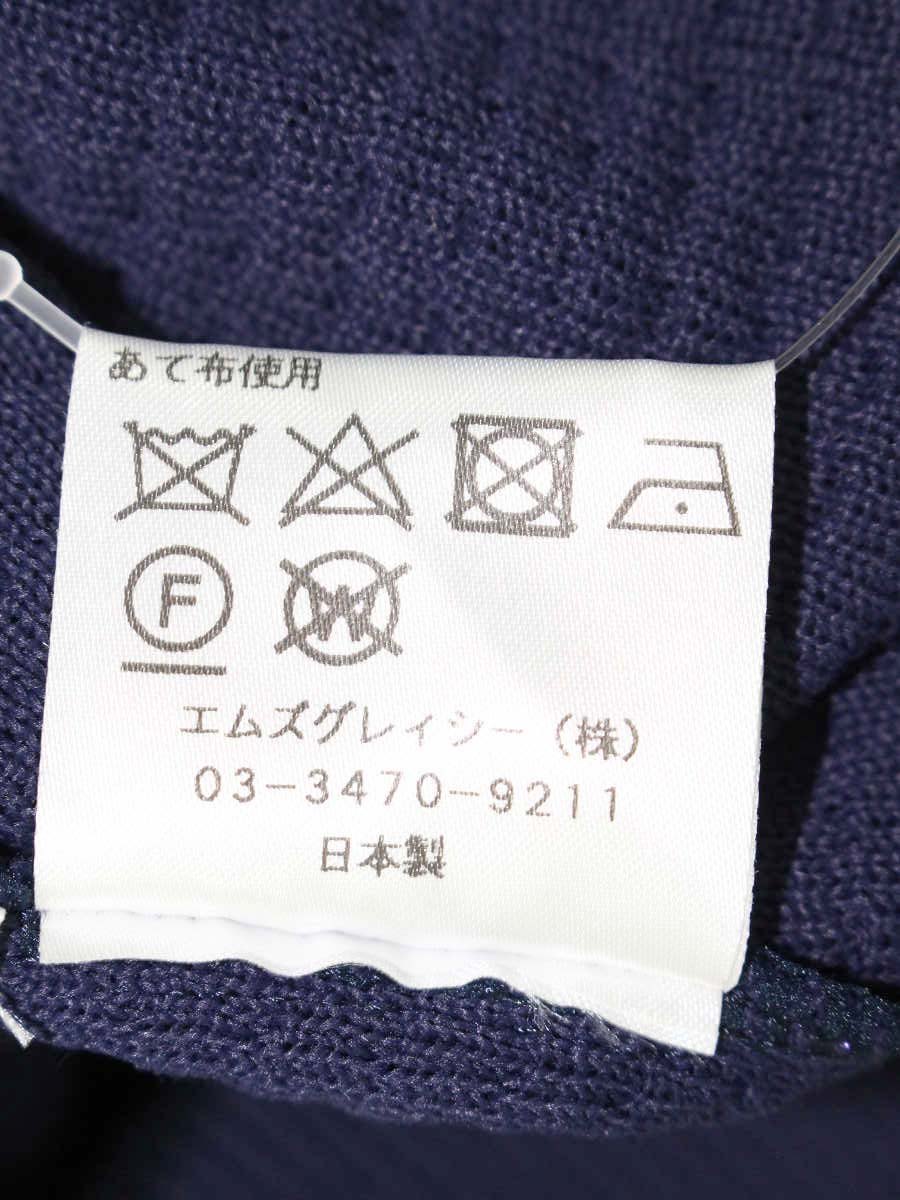 あて布使用
F W
エムズグレイシー(株)
03-3470-9211
日本製